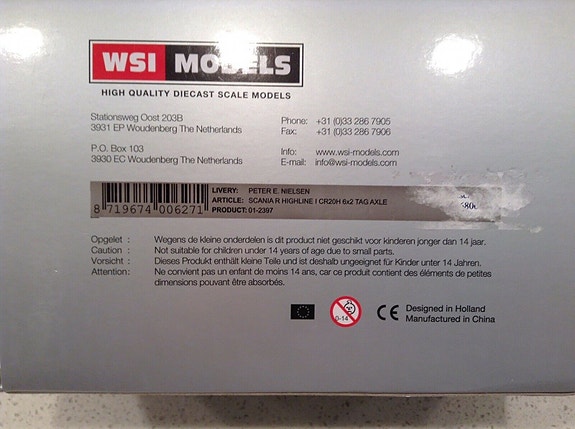 WSI MODELS
HIGH QUALITY DIECAST SCALE MODELS
Stationsweg Oost 203B
3931 EP Woudenberg The Netherlands
P.O. Box 103
3930 EC Woudenberg The Netherlands
Phone: +31 (0)33 286 7905
Fax: +31 (0)33 286 7906
Info: www.wsi-models.com
E-mail: info@wsi-models.com
8 719674 006271
LIVERY: PETER E. NIELSEN
ARTICLE: SCANIA R HIGHLINE I CR20H 6x2 TAG AXLE
PRODUCT: 01-2397
Opgelet : Wegens de kleine onderdelen is dit product niet geschikt voor kinderen jonger dan 14 jaar.
Caution : Not suitable for children under 14 years of age due to small parts.
Vorsicht : Dieses Produkt enthält kleine Teile und ist deshalb ungeeignet für Kinder unter 14 Jahren.
Attention: Ne convient pas un enfant de moins 14 ans, car ce produit contient des éléments de petites
dimensions pouvant être absorbés.
0-14
CE
Designed in Holland
Manufactured in China